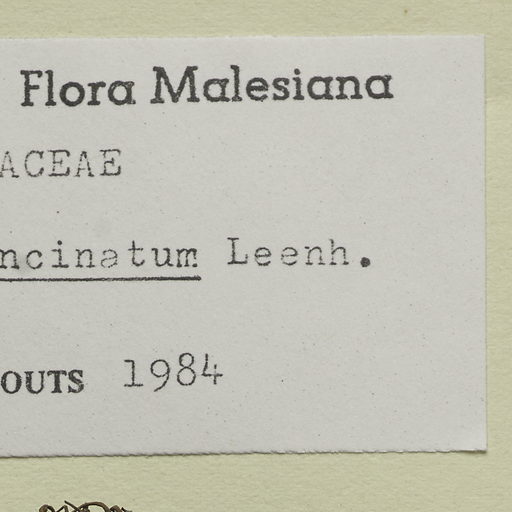 Flora Malesiana
ACEAE
ncinatum Leenh.
OUTS 1984